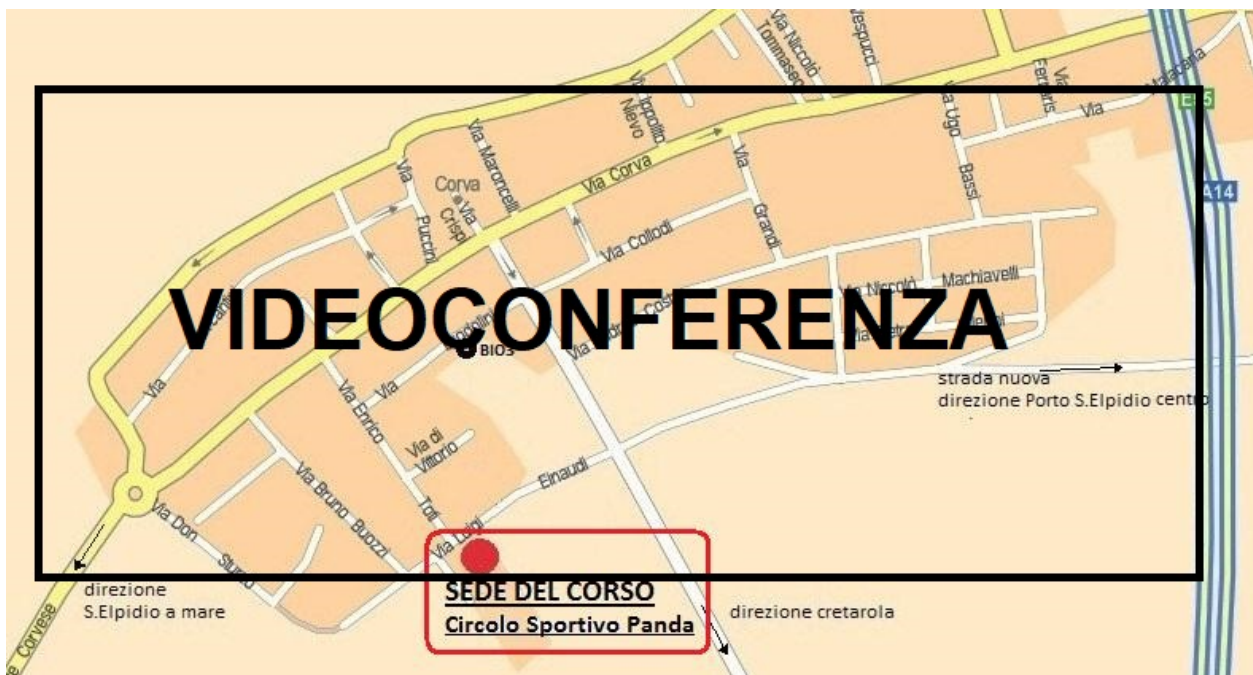 Via Niccolò
Tommaseo
Vespucci
Via Ippolito
Nievo
Via Ugo
Bassi
Via
Ferraris
Via Malaparte
E55
A14
Via Maroncelli
Via Corva
Corva
Via
Crispi
Via
Puccini
Via
Grandi
Via Collodi
Via Niccolò Machiavelli
VIDEOCONFERENZA
BIO3
Via
Via
Via Enrico
Toti
Via di
Vittorio
strada nuova
direzione Porto S.Elpidio centro
Via Bruno Buozzi
Via Luigi Einaudi
Via Don
Sturzo
direzione
S.Elpidio a mare
Corvese
SEDE DEL CORSO
Circolo Sportivo Panda
direzione cretarola